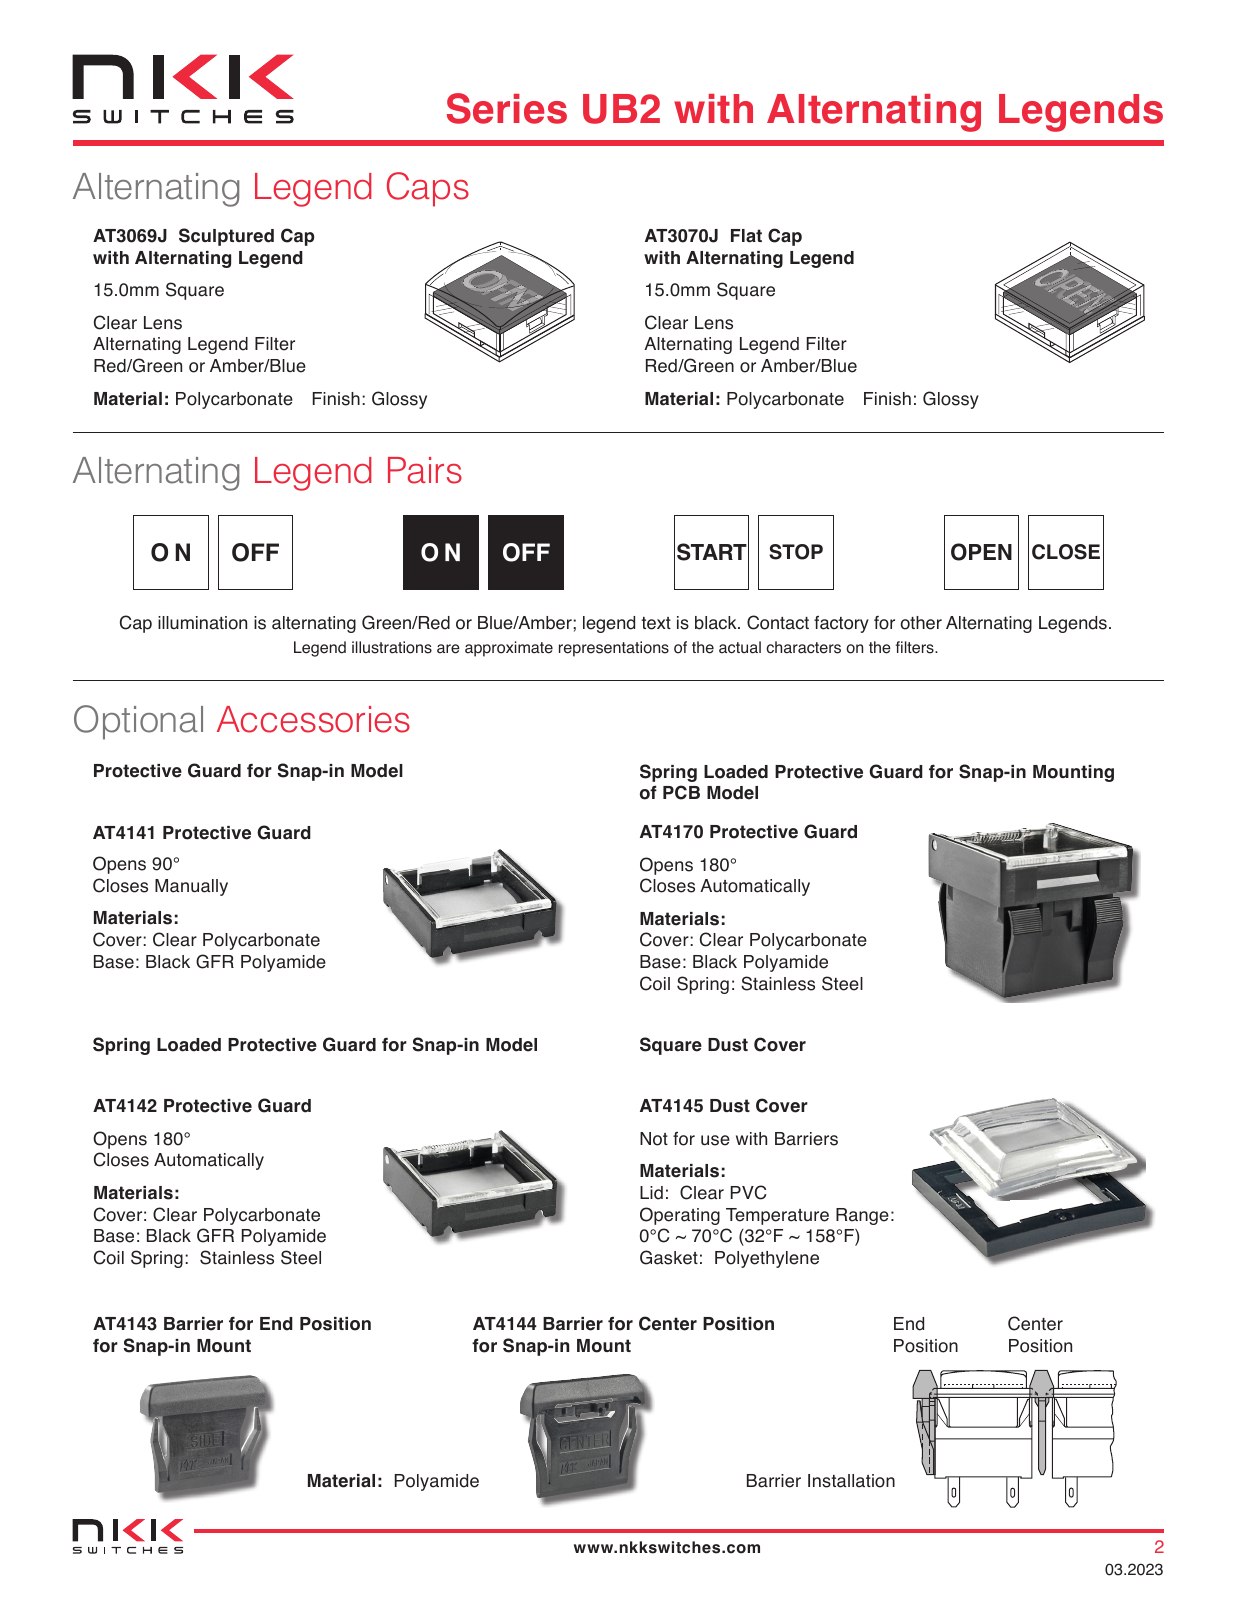 NKK
SWITCHES
Series UB2 with Alternating Legends
Alternating Legend Caps
AT3069J Sculptured Cap
with Alternating Legend
15.0mm Square
Clear Lens
Alternating Legend Filter
Red/Green or Amber/Blue
Material: Polycarbonate Finish: Glossy
AT3070J Flat Cap
with Alternating Legend
15.0mm Square
Clear Lens
Alternating Legend Filter
Red/Green or Amber/Blue
Material: Polycarbonate Finish: Glossy
Alternating Legend Pairs
ON OFF ON OFF START STOP OPEN CLOSE
Cap illumination is alternating Green/Red or Blue/Amber; legend text is black. Contact factory for other Alternating Legends.
Legend illustrations are approximate representations of the actual characters on the filters.
Optional Accessories
Protective Guard for Snap-in Model
AT4141 Protective Guard
Opens 90°
Closes Manually
Materials:
Cover: Clear Polycarbonate
Base: Black GFR Polyamide
Spring Loaded Protective Guard for Snap-in Mounting
of PCB Model
AT4170 Protective Guard
Opens 180°
Closes Automatically
Materials:
Cover: Clear Polycarbonate
Base: Black Polyamide
Coil Spring: Stainless Steel
Spring Loaded Protective Guard for Snap-in Model
AT4142 Protective Guard
Opens 180°
Closes Automatically
Materials:
Cover: Clear Polycarbonate
Base: Black GFR Polyamide
Coil Spring: Stainless Steel
Square Dust Cover
AT4145 Dust Cover
Not for use with Barriers
Materials:
Lid: Clear PVC
Operating Temperature Range:
0°C ~ 70°C (32°F ~ 158°F)
Gasket: Polyethylene
AT4143 Barrier for End Position
for Snap-in Mount
SIDE
AT4144 Barrier for Center Position
for Snap-in Mount
CENTER
Material: Polyamide
End
Position
Center
Position
Barrier Installation
NKK
SWITCHES
www.nkkswitches.com
2
03.2023